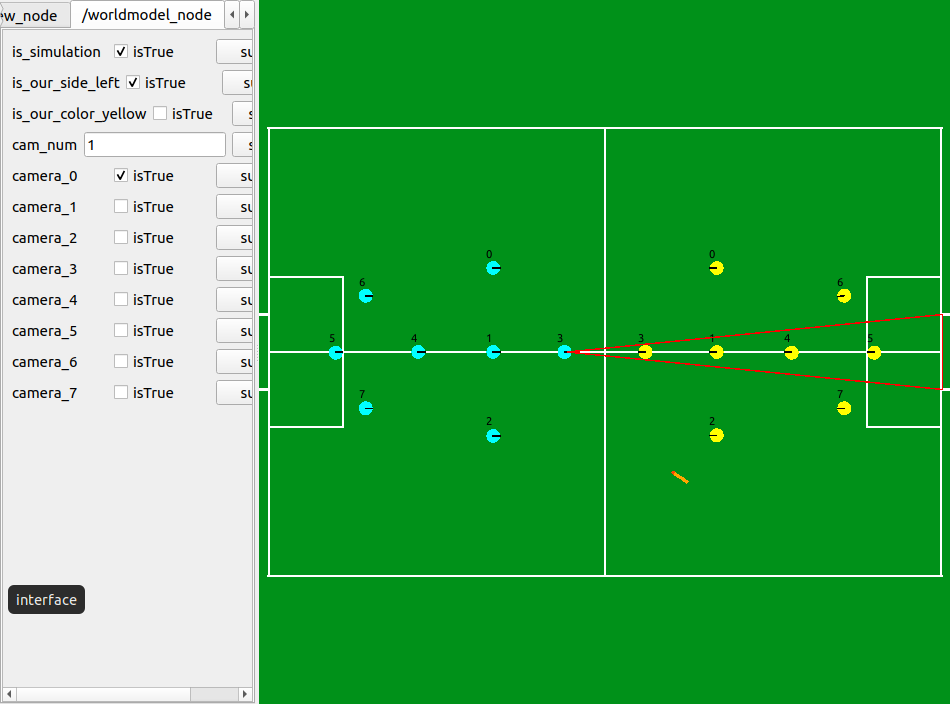 ew_node /worldmodel_node
is_simulation isTrue su
is_our_side_left isTrue s
is_our_color_yellow isTrue s
cam_num 1 s
camera_0 isTrue su
camera_1 isTrue su
camera_2 isTrue su
camera_3 isTrue su
camera_4 isTrue su
camera_5 isTrue su
camera_6 isTrue su
camera_7 isTrue su
interface
0 0
6 6
5 4 1 3 3 1 4 5
7 7
2 2